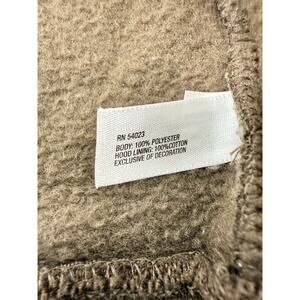 RN 54023
BODY: 100% POLYESTER
HOOD LINING: 100%COTTON
EXCLUSIVE OF DECORATION